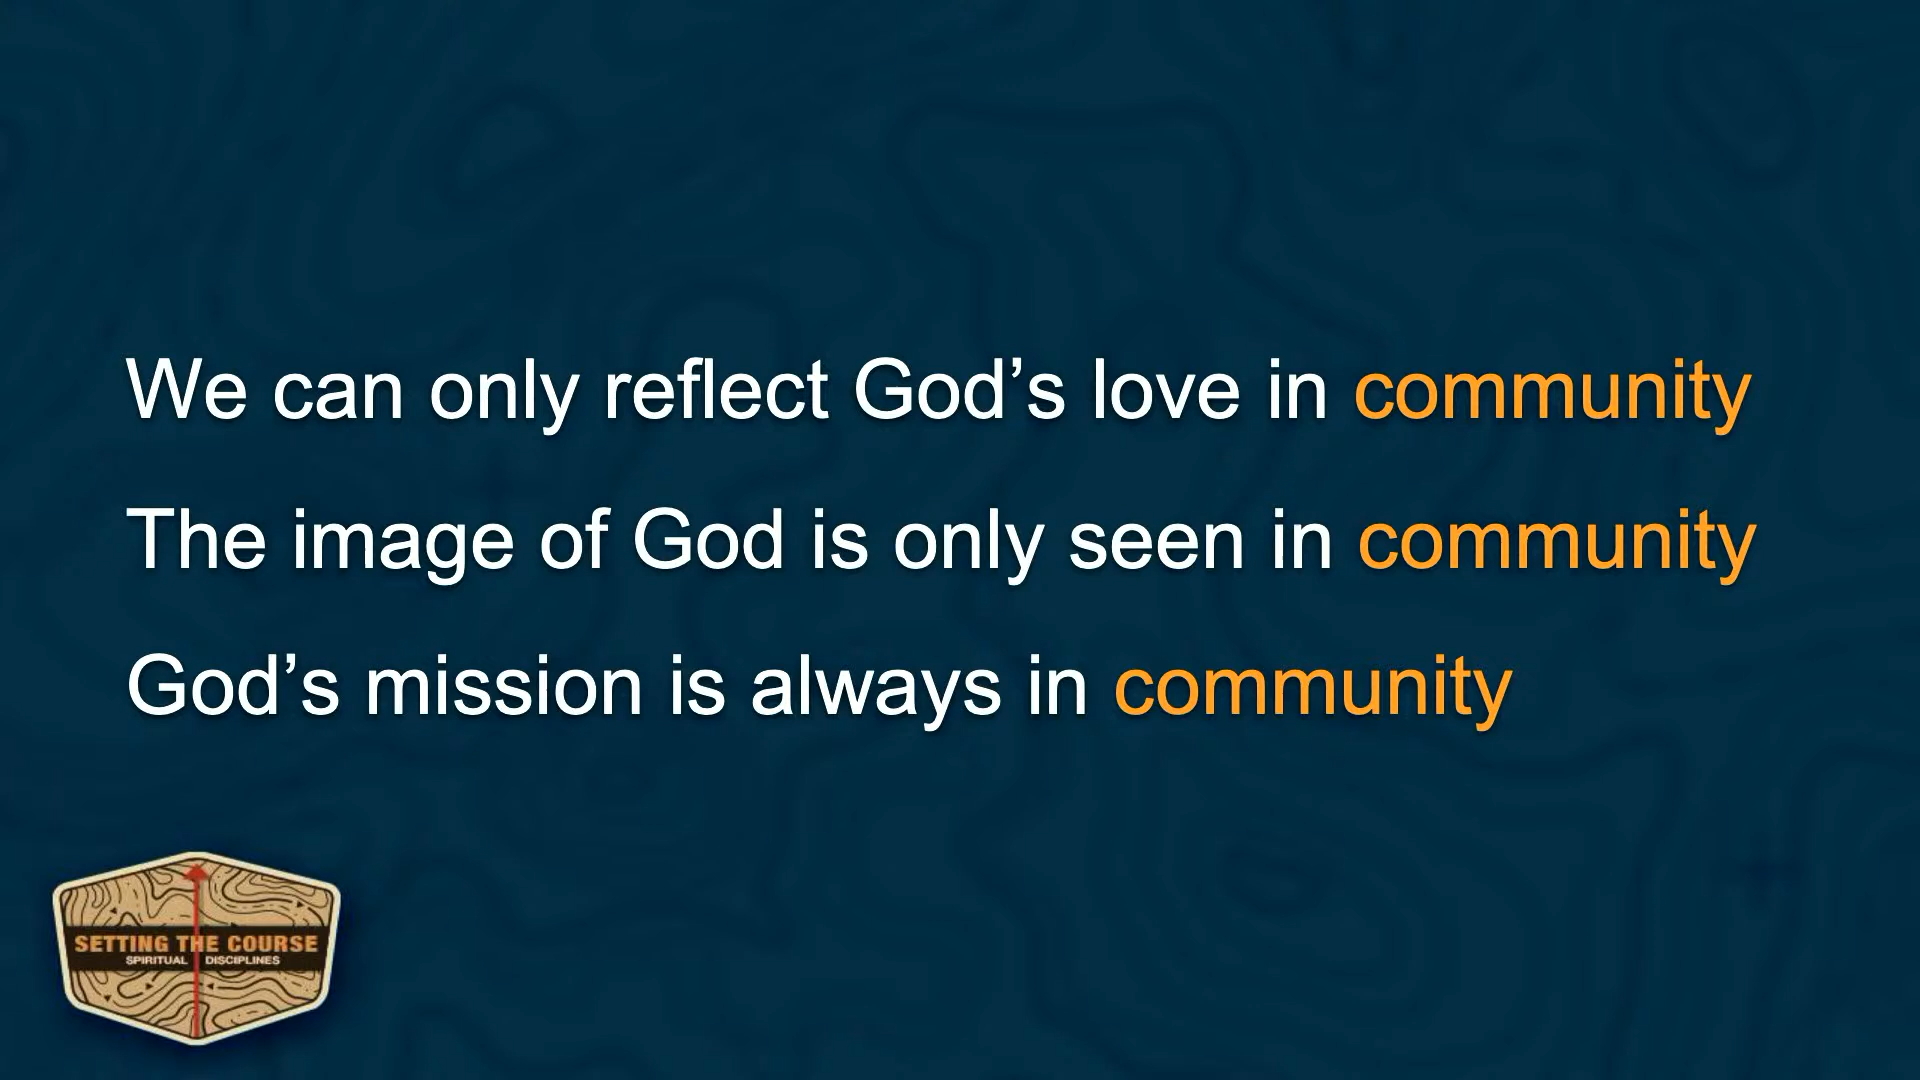 We can only reflect God’s love in community
The image of God is only seen in community
God’s mission is always in community
SETTING THE COURSE
SPIRITUAL DISCIPLINES